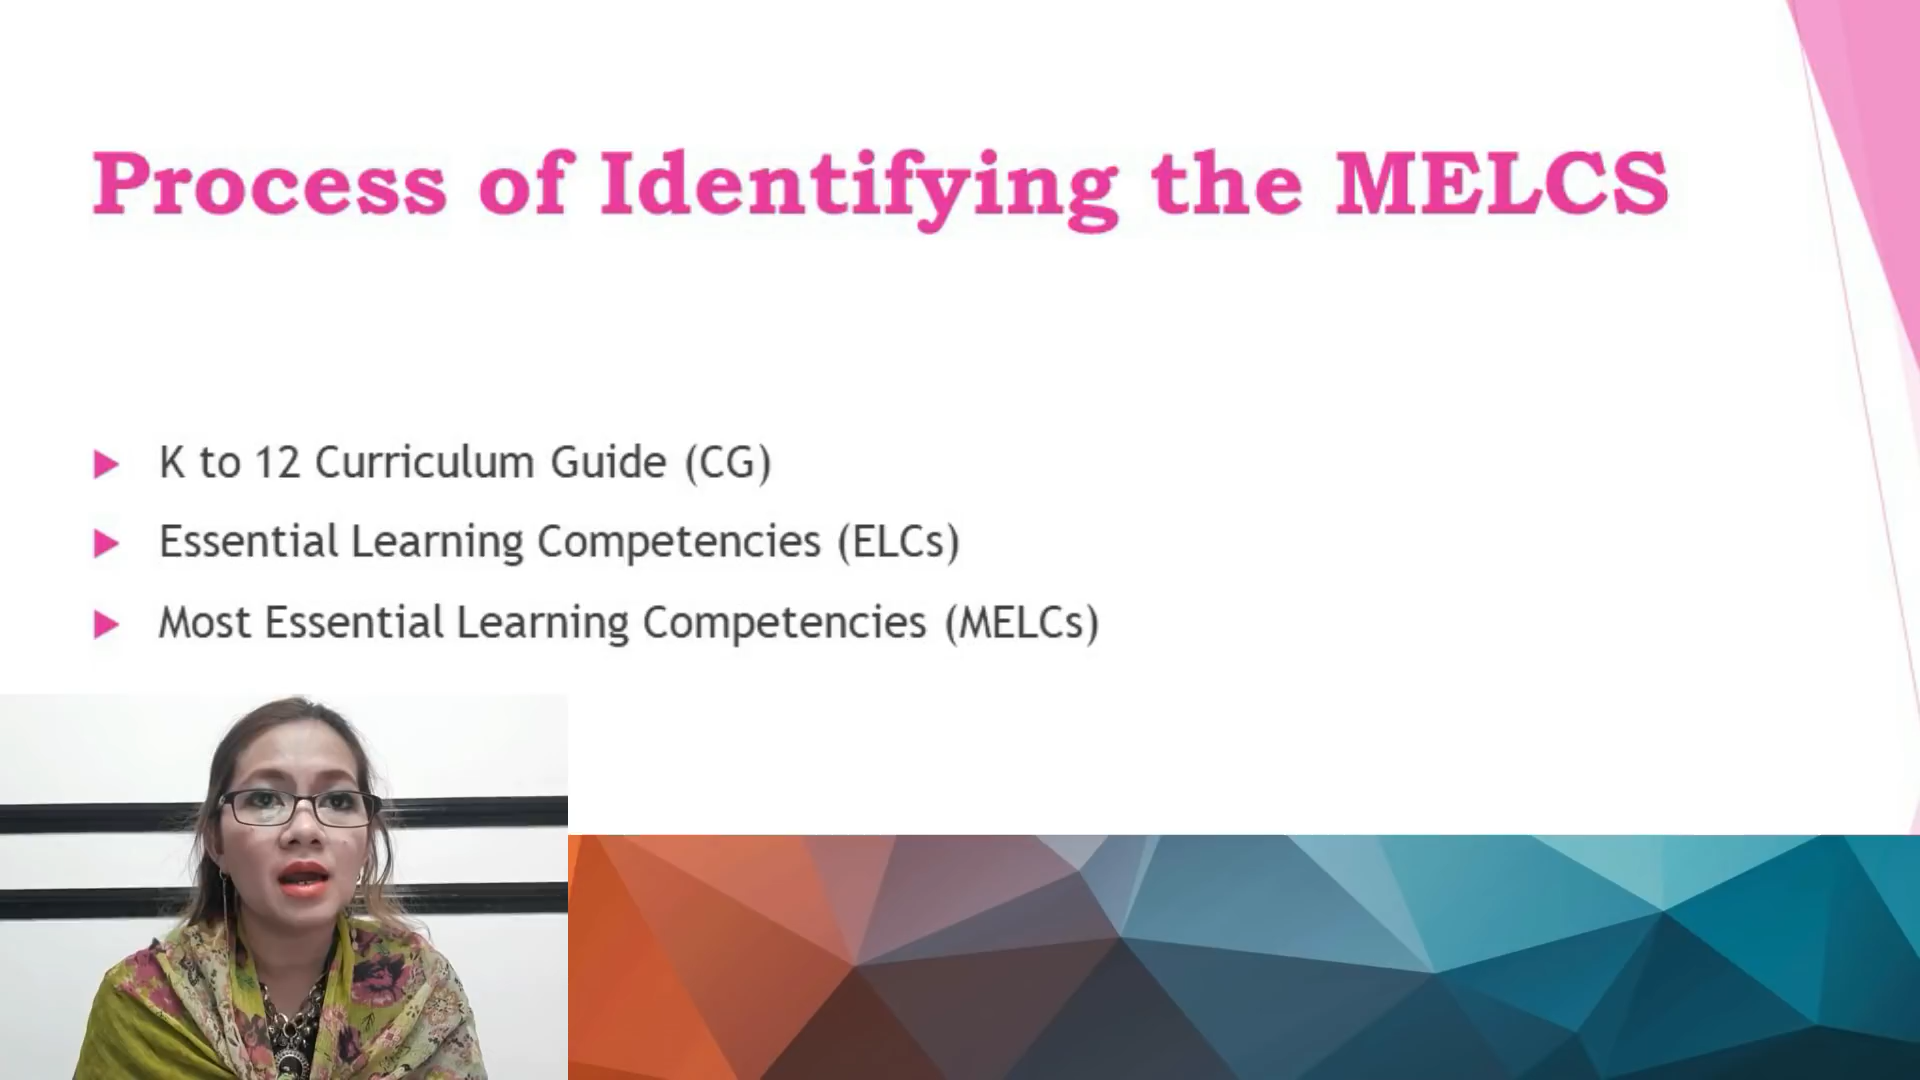 Process of Identifying the MELCS
K to 12 Curriculum Guide (CG)
Essential Learning Competencies (ELCs)
Most Essential Learning Competencies (MELCs)